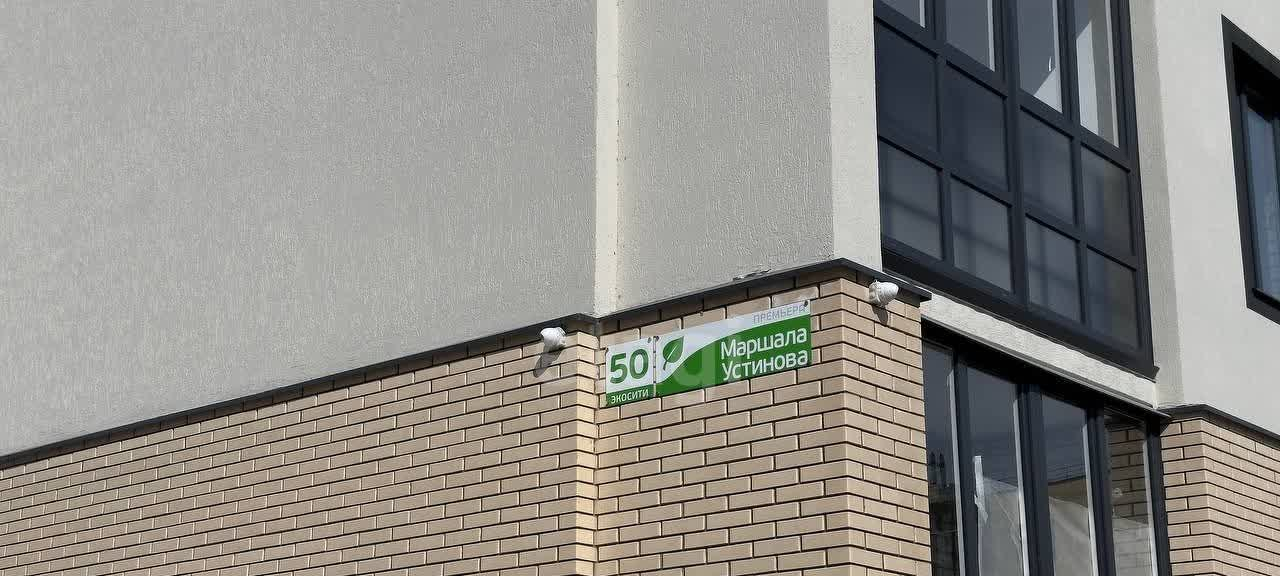 50
ЭКОСИТИ
ПРЕМЬЕРА
Маршала
Устинова